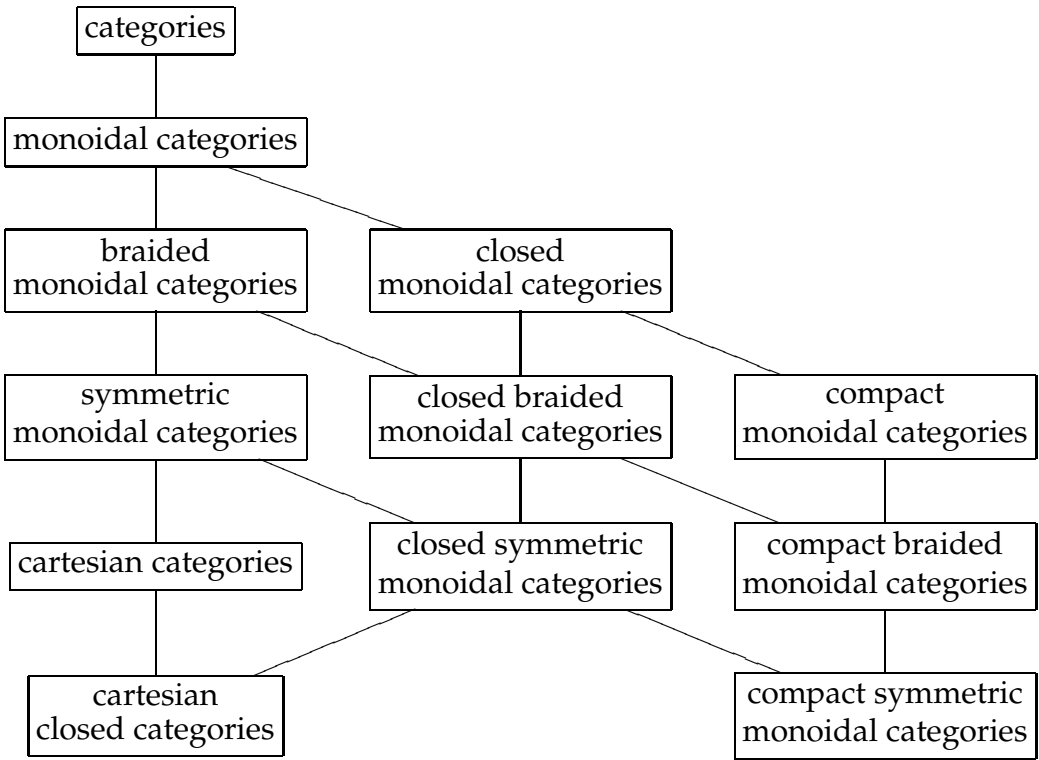 categories
monoidal categories
braided
monoidal categories
closed
monoidal categories
symmetric
monoidal categories
closed braided
monoidal categories
compact
monoidal categories
cartesian categories
closed symmetric
monoidal categories
compact braided
monoidal categories
cartesian
closed categories
compact symmetric
monoidal categories